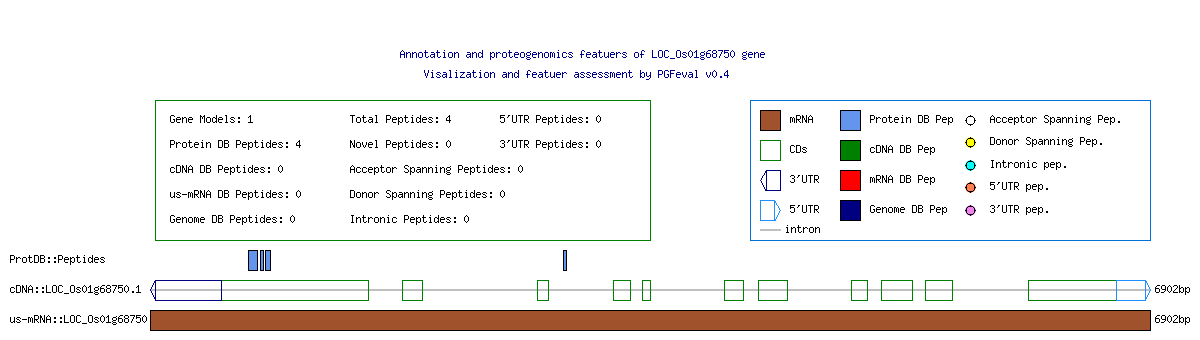 Annotation and proteogenomics featuers of LOC_Os01g68750 gene
Visalization and featuer assessment by PGFeval v0.4
Gene Models: 1 Total Peptides: 4 5'UTR Peptides: 0
Protein DB Peptides: 4 Novel Peptides: 0 3'UTR Peptides: 0
cDNA DB Peptides: 0 Acceptor Spanning Peptides: 0
us-mRNA DB Peptides: 0 Donor Spanning Peptides: 0
Genome DB Peptides: 0 Intronic Peptides: 0
mRNA Protein DB Pep Acceptor Spanning Pep.
CDs cDNA DB Pep Donor Spanning Pep.
3'UTR mRNA DB Pep Intronic pep.
5'UTR Genome DB Pep 5'UTR pep.
3'UTR pep.
intron
ProtDB::Peptides
cDNA::LOC_Os01g68750.1 6902bp
us-mRNA::LOC_Os01g68750 6902bp